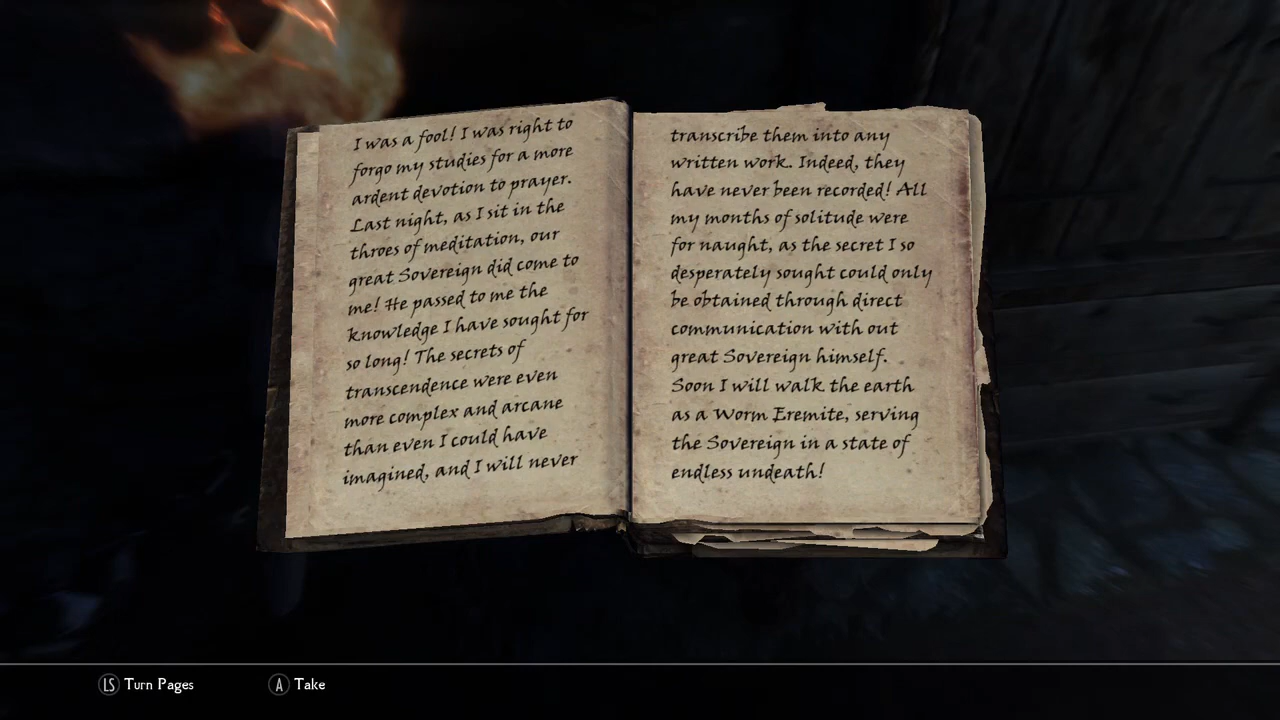 I was a fool! I was right to
forgo my studies for a more
ardent devotion to prayer.
Last night, as I sit in the
throes of meditation, our
great Sovereign did come to
me! He passed to me the
knowledge I have sought for
so long! The secrets of
transcendence were even
more complex and arcane
than even I could have
imagined, and I will never
transcribe them into any
written work. Indeed, they
have never been recorded! All
my months of solitude were
for naught, as the secret I so
desperately sought could only
be obtained through direct
communication with out
great Sovereign himself.
Soon I will walk the earth
as a Worm Eremite, serving
the Sovereign in a state of
endless undeath!
LS Turn Pages
A Take